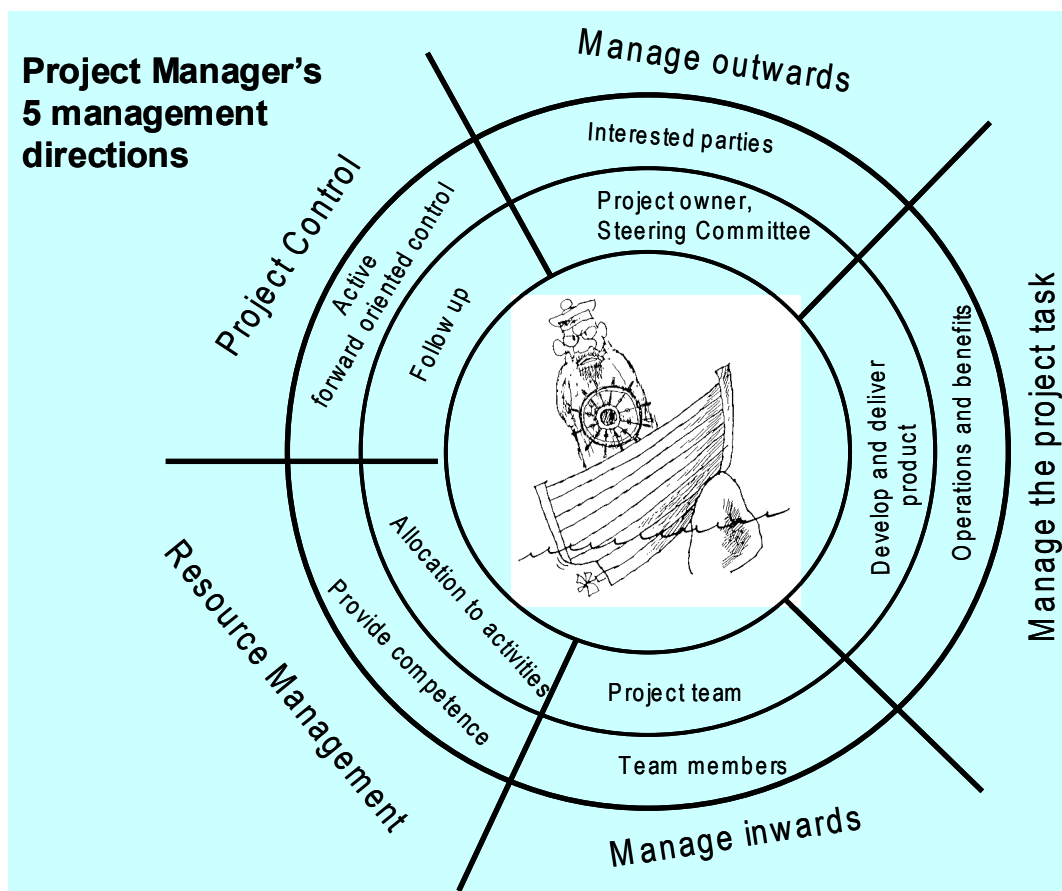 Project Manager's
5 management
directions
Manage outwards
Interested parties
Project owner,
Steering Committee
Manage the project task
Operations and benefits
Develop and deliver
product
Manage inwards
Team members
Project team
Resource Management
Provide competence
Allocation to activities
Project Control
Active
forward oriented control
Follow up